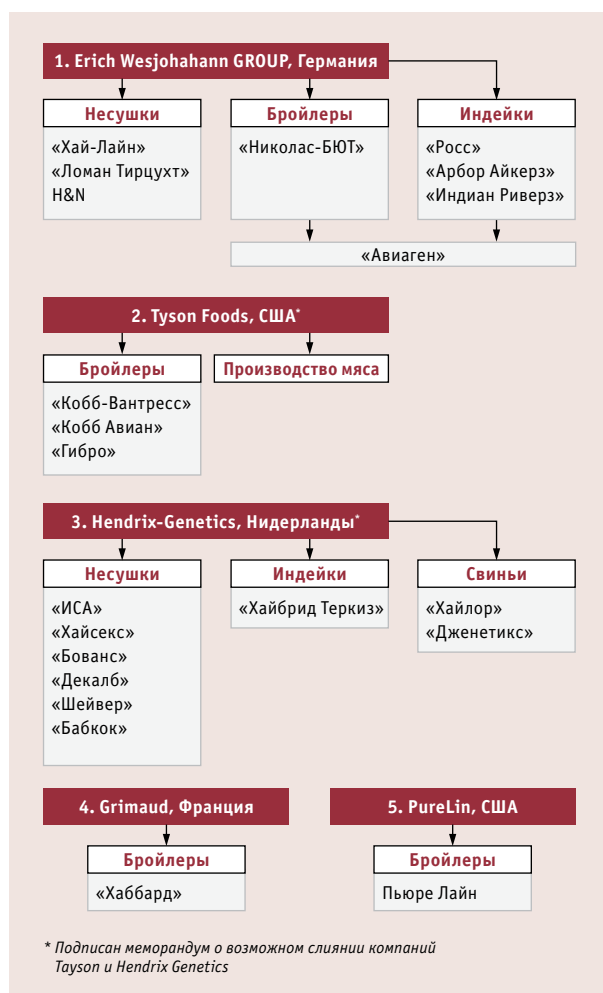 1. Erich Wesjohahann GROUP, Германия
Несушки
«Хай-Лайн»
«Ломан Тирцухт»
H&N
Бройлеры
«Николас-БЮТ»
Индейки
«Росс»
«Арбор Айкерз»
«Индиан Риверз»
«Авиаген»
2. Tyson Foods, США*
Бройлеры
«Кобб-Вантресс»
«Кобб Авиан»
«Гибро»
Производство мяса
3. Hendrix-Genetics, Нидерланды*
Несушки
«ИСА»
«Хайсекс»
«Бованс»
«Декалб»
«Шейвер»
«Бабкок»
Индейки
«Хайбрид Теркиз»
Свиньи
«Хайлор»
«Дженетикс»
4. Grimaud, Франция
Бройлеры
«Хаббард»
5. PureLin, США
Бройлеры
Пьюре Лайн
* Подписан меморандум о возможном слиянии компаний
Tayson и Hendrix Genetics